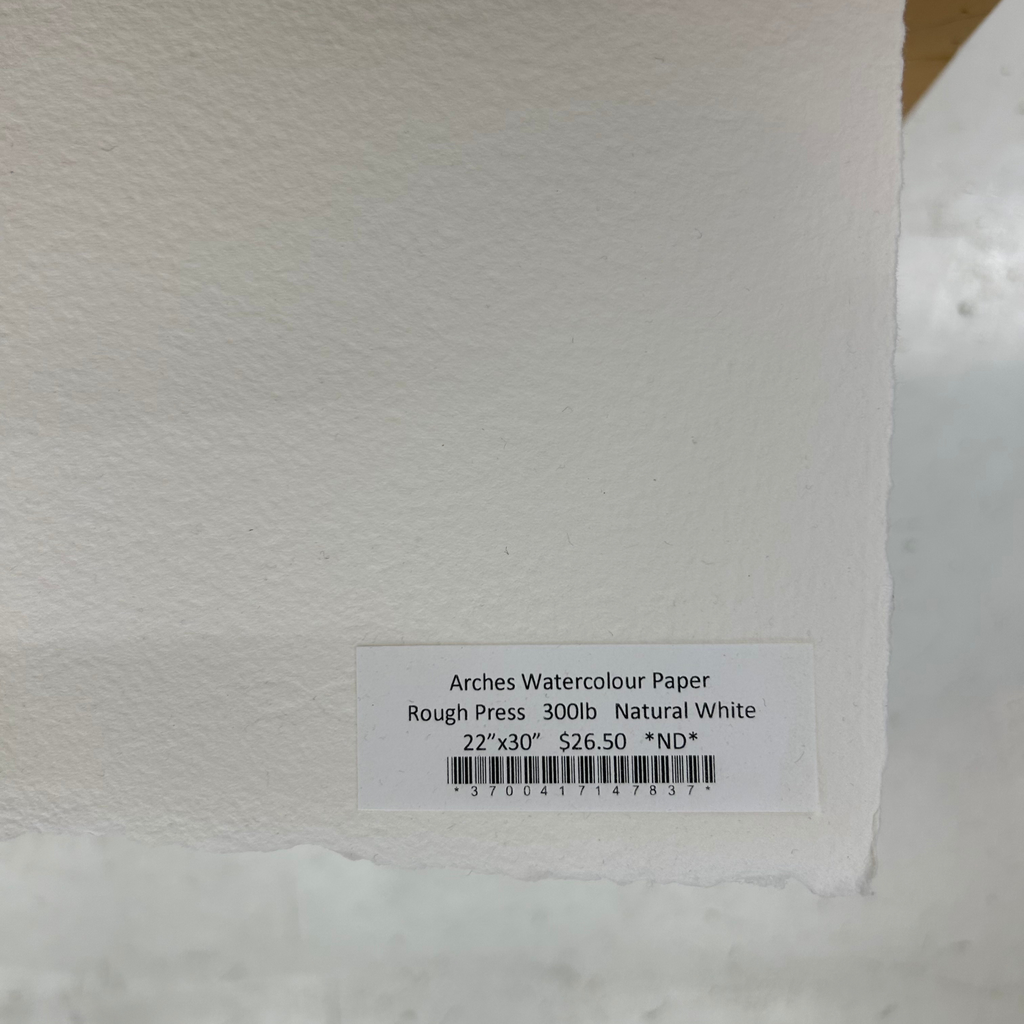 Arches Watercolour Paper
Rough Press 300lb Natural White
22”x30” $26.50 *ND*
*3700417147837*